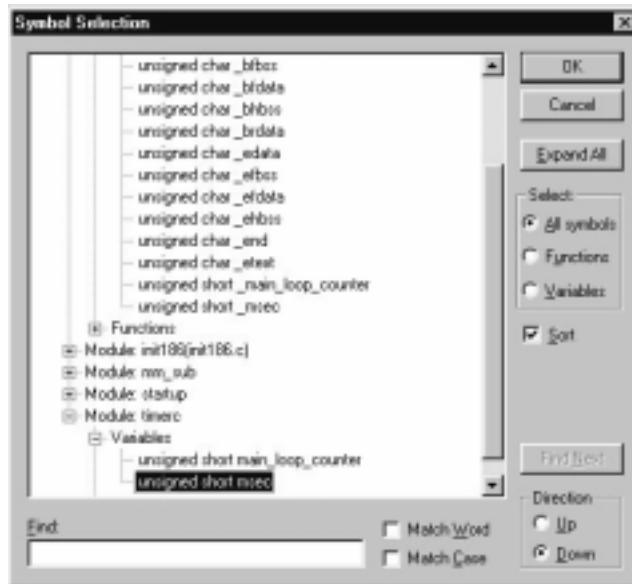 Symbol Selection
unsigned char _bfbss
unsigned char _bfdata
unsigned char _bhbss
unsigned char _brdata
unsigned char _edata
unsigned char _efbss
unsigned char _efdata
unsigned char _ehbss
unsigned char _end
unsigned char _etext
unsigned short _main_loop_counter
unsigned short _msec
Functions
Module: init186(init186.c)
Module: mm_sub
Module: startup
Module: timerc
Variables
unsigned short main_loop_counter
unsigned short msec
OK
Cancel
Expand All
Select:
All symbols
Functions
Variables
Sort
Find Next
Direction
Up
Down
Find:
Match Word
Match Case